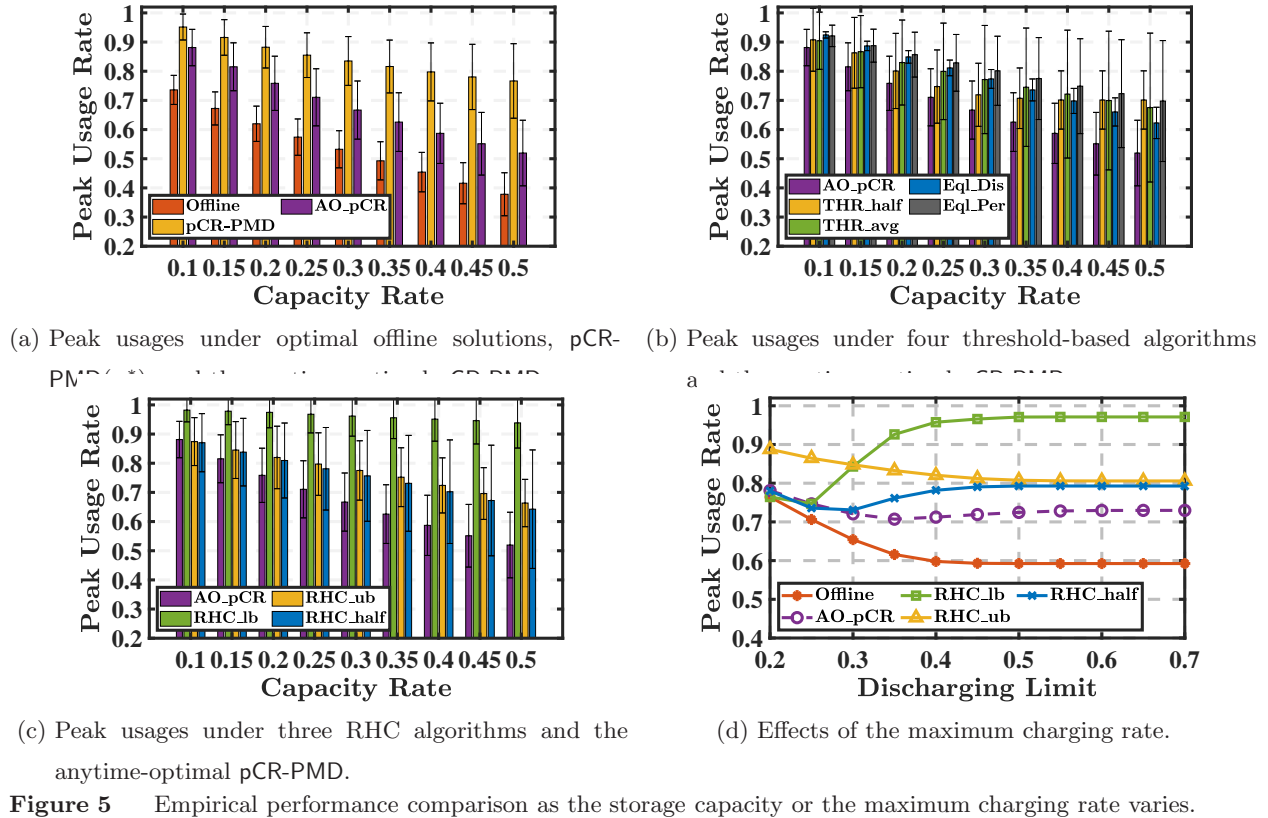 Peak Usage Rate
1
0.9
0.8
0.7
0.6
0.5
0.4
0.3
0.2
Offline
AO_pCR
pCR-PMD
0.1 0.15 0.2 0.25 0.3 0.35 0.4 0.45 0.5
Capacity Rate
(a) Peak usages under optimal offline solutions, pCR-
Peak Usage Rate
1
0.9
0.8
0.7
0.6
0.5
0.4
0.3
0.2
AO_pCR
Eql_Dis
THR_half
Eql_Per
THR_avg
0.1 0.15 0.2 0.25 0.3 0.35 0.4 0.45 0.5
Capacity Rate
(b) Peak usages under four threshold-based algorithms
Peak Usage Rate
1
0.9
0.8
0.7
0.6
0.5
0.4
0.3
0.2
AO_pCR
RHC_ub
RHC_lb
RHC_half
0.1 0.15 0.2 0.25 0.3 0.35 0.4 0.45 0.5
Capacity Rate
(c) Peak usages under three RHC algorithms and the
anytime-optimal pCR-PMD.
Peak Usage Rate
1
0.9
0.8
0.7
0.6
0.5
0.4
Offline
RHC_lb
RHC_half
AO_pCR
RHC_ub
0.2 0.3 0.4 0.5 0.6 0.7
Discharging Limit
(d) Effects of the maximum charging rate.
Figure 5 Empirical performance comparison as the storage capacity or the maximum charging rate varies.